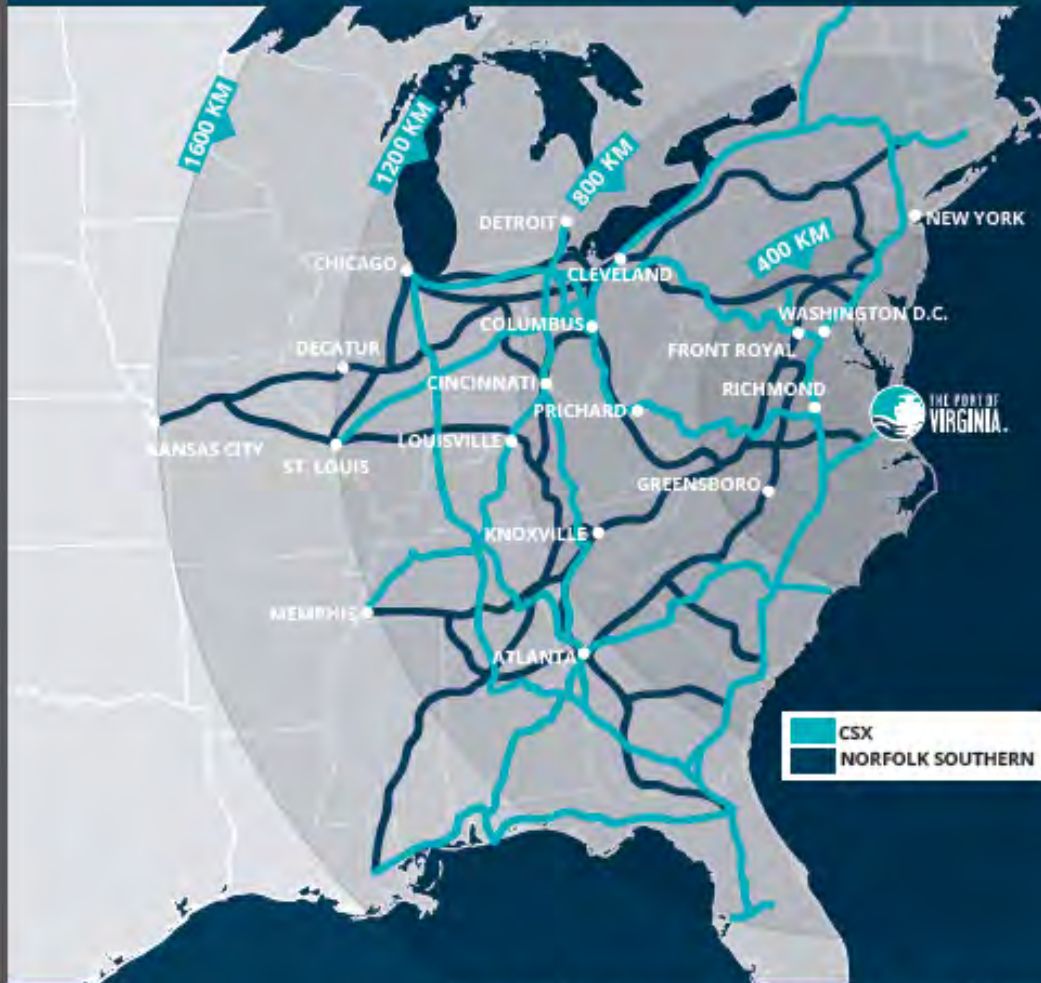 1600 KM
1200 KM
800 KM
DETROIT
NEW YORK
400 KM
CHICAGO
CLEVELAND
WASHINGTON D.C.
COLUMBUS
FRONT ROYAL
DECATUR
CINCINNATI
RICHMOND
PRICHARD
THE PORT OF
VIRGINIA.
KANSAS CITY
LOUISVILLE
ST. LOUIS
GREENSBORO
KNOXVILLE
MEMPHIS
ATLANTA
CSX
NORFOLK SOUTHERN